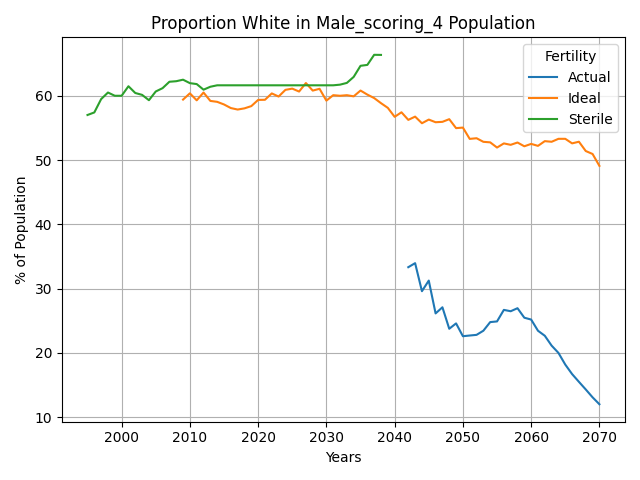 Proportion White in Male_scoring_4 Population
% of Population
60
50
40
30
20
10
Fertility
Actual
Ideal
Sterile
2000
2010
2020
2030
2040
2050
2060
2070
Years